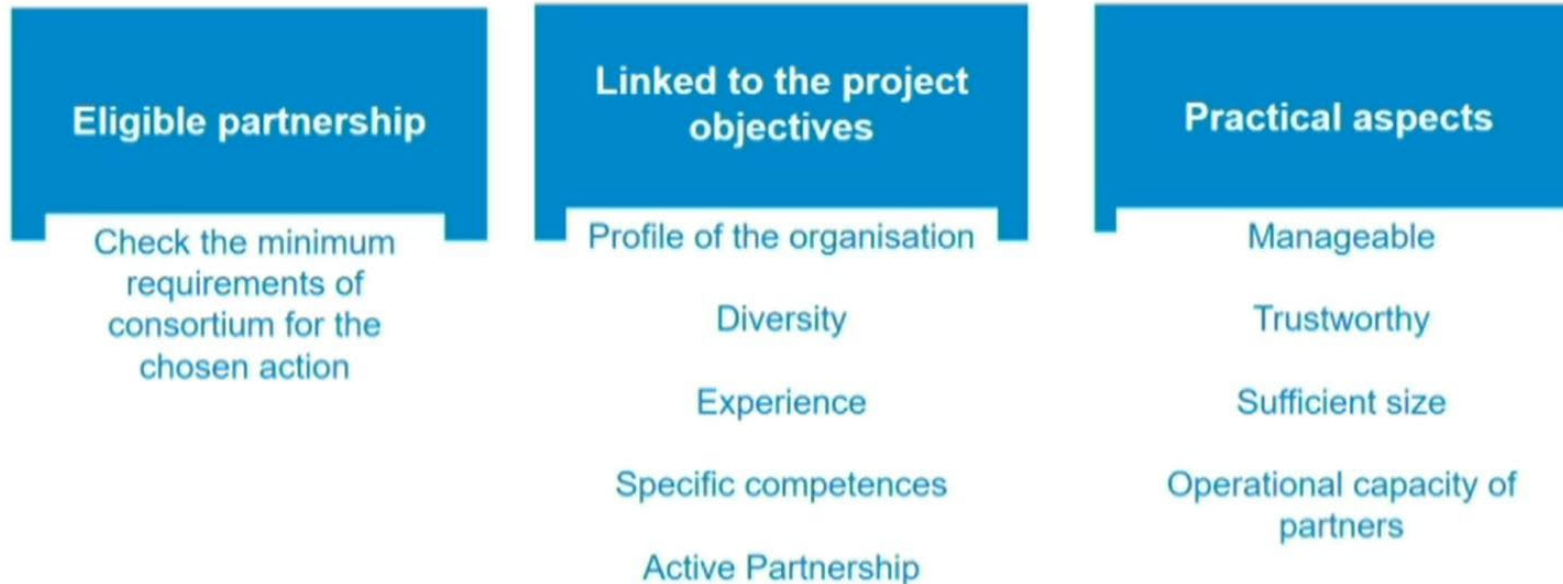 Eligible partnership
Check the minimum
requirements of
consortium for the
chosen action
Linked to the project
objectives
Profile of the organisation
Diversity
Experience
Specific competences
Active Partnership
Practical aspects
Manageable
Trustworthy
Sufficient size
Operational capacity of
partners